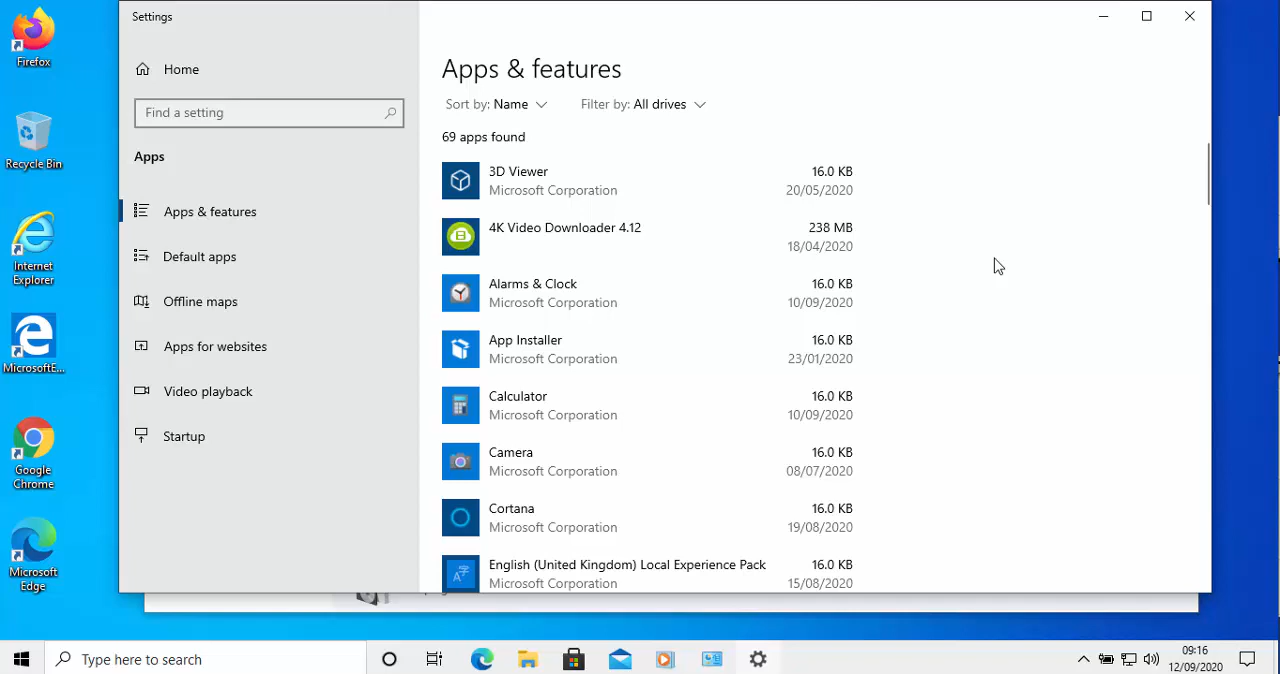 Settings
Firefox
Recycle Bin
Internet
Explorer
MicrosoftE...
Google
Chrome
Microsoft
Edge
Home
Find a setting
Apps
Apps & features
Default apps
Offline maps
Apps for websites
Video playback
Startup
Apps & features
Sort by: Name
Filter by: All drives
69 apps found
3D Viewer 16.0 KB
Microsoft Corporation 20/05/2020
4K Video Downloader 4.12 238 MB
18/04/2020
Alarms & Clock 16.0 KB
Microsoft Corporation 10/09/2020
App Installer 16.0 KB
Microsoft Corporation 23/01/2020
Calculator 16.0 KB
Microsoft Corporation 10/09/2020
Camera 16.0 KB
Microsoft Corporation 08/07/2020
Cortana 16.0 KB
Microsoft Corporation 19/08/2020
English (United Kingdom) Local Experience Pack 16.0 KB
Microsoft Corporation 15/08/2020
Type here to search
09:16
12/09/2020